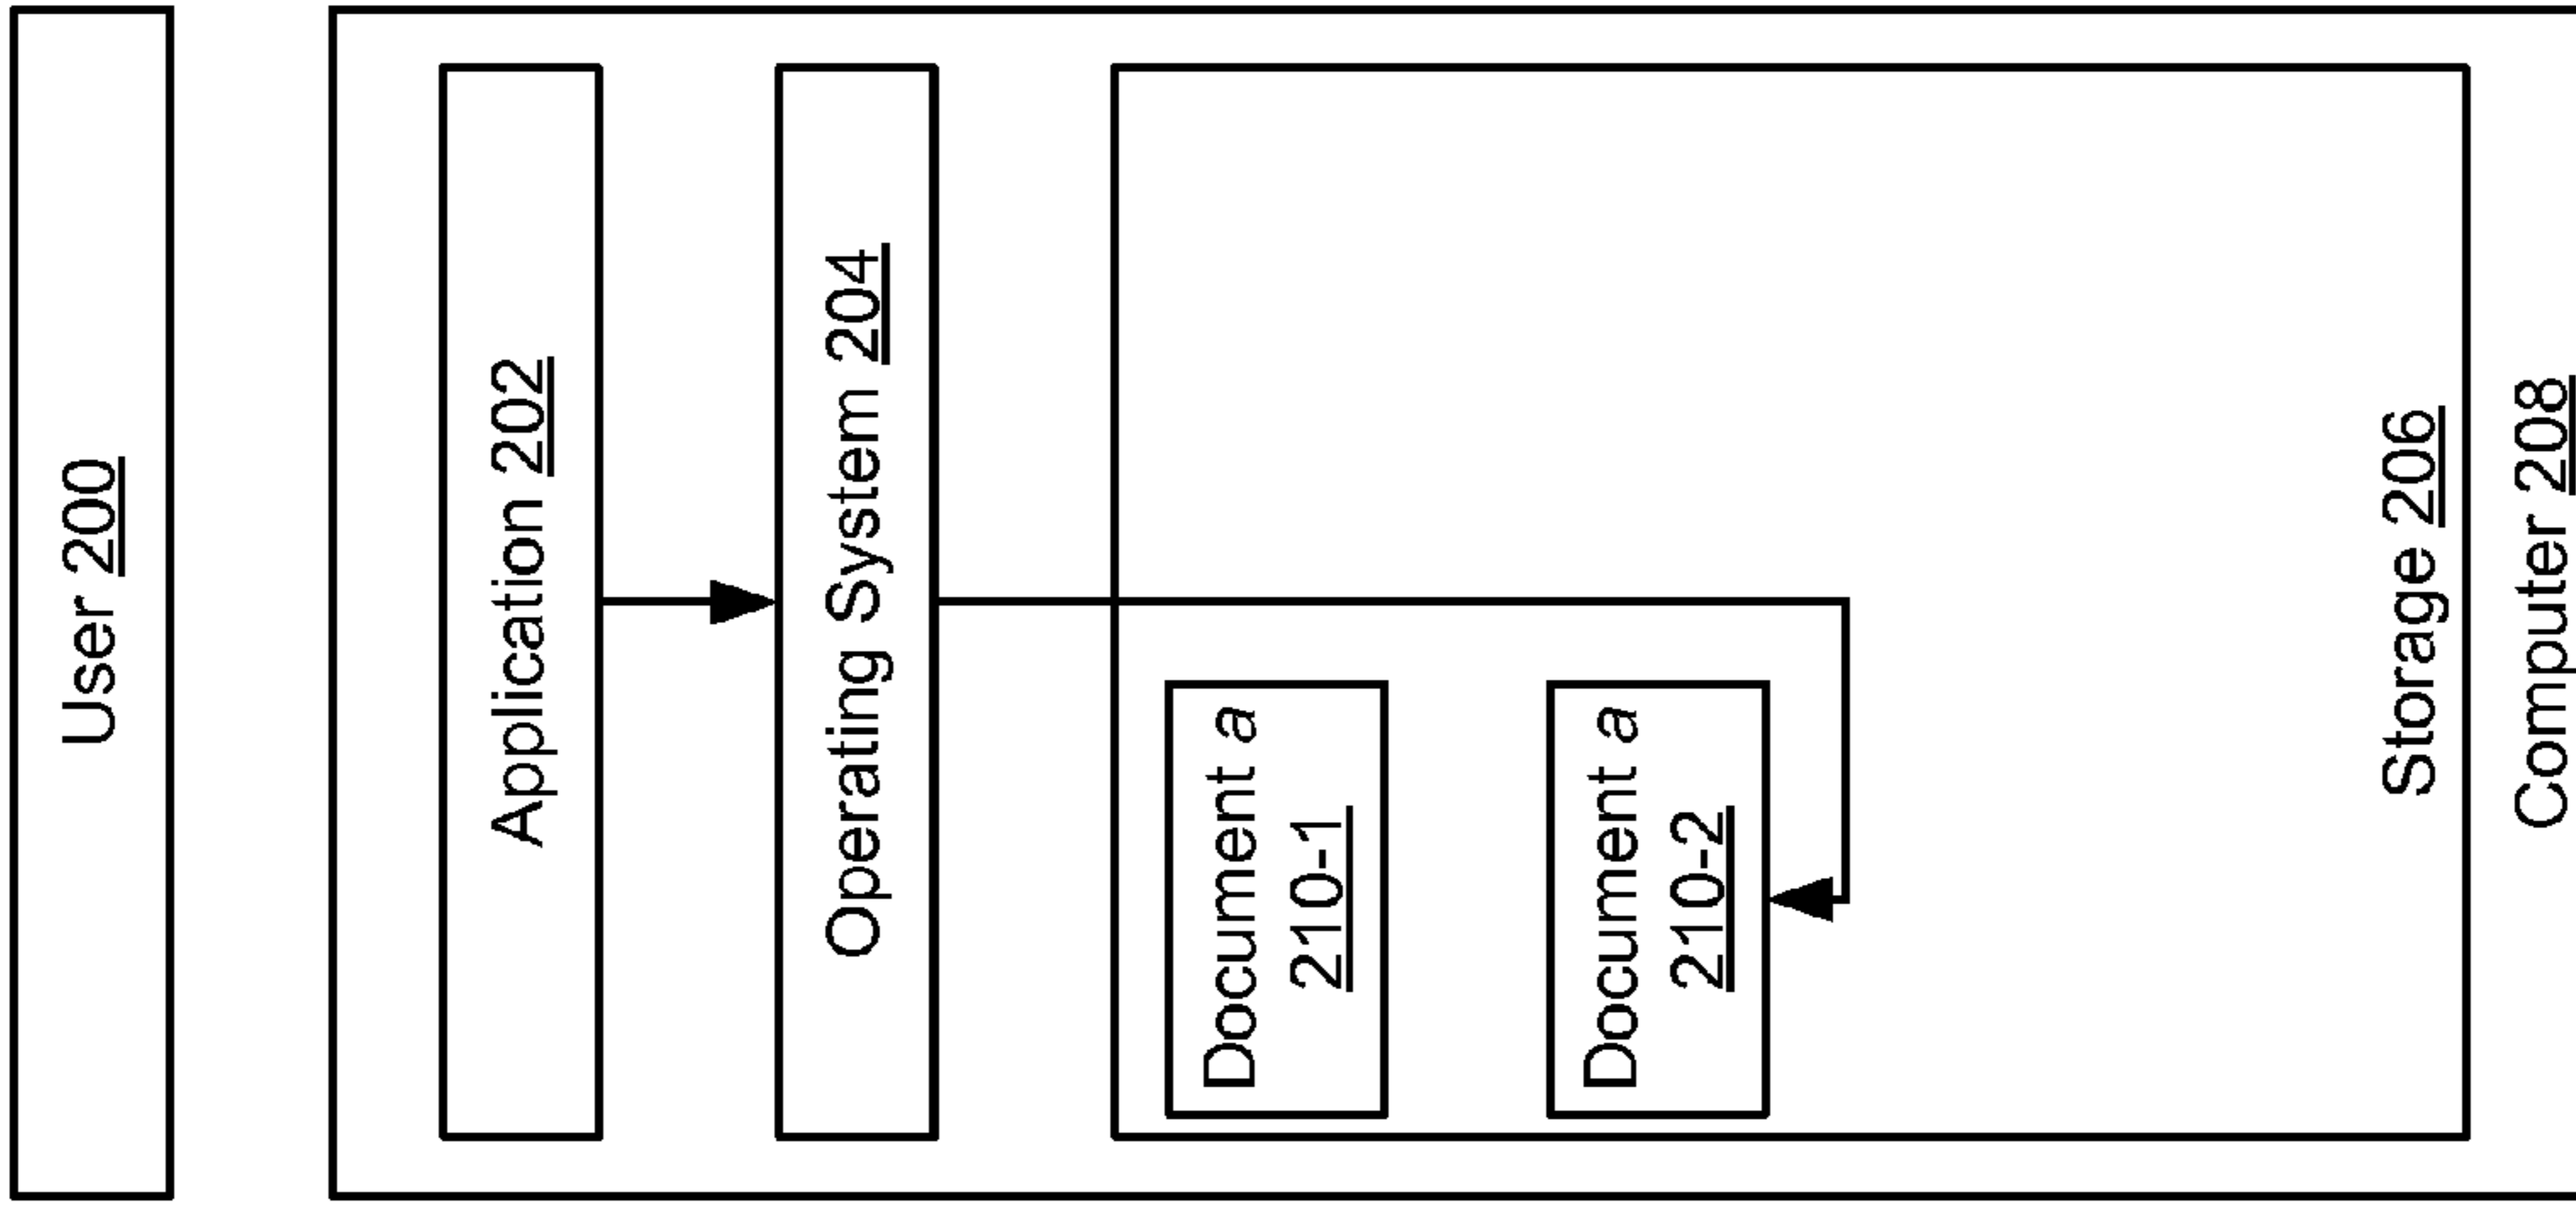 User 200
Application 202
Operating System 204
Document a
210-1
Document a
210-2
Storage 206
Computer 208